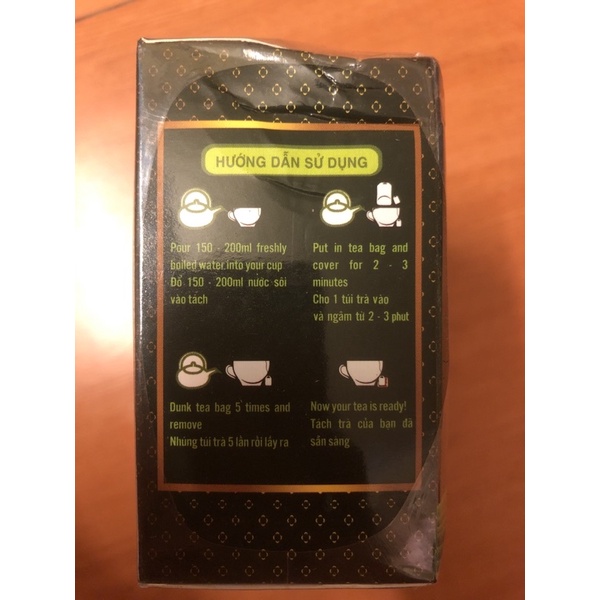 HƯỚNG DẪN SỬ DỤNG
Pour 150 - 200ml freshly
boiled water into your cup
Đổ 150 - 200ml nước sôi
vào tách
Put in tea bag and
cover for 2 - 3
minutes
Cho 1 túi trà vào
và ngâm từ 2 - 3 phut
Dunk tea bag 5 times and
remove
Nhúng túi trà 5 lần rồi lấy ra
Now your tea is ready!
Tách trà của bạn đã
sẵn sàng